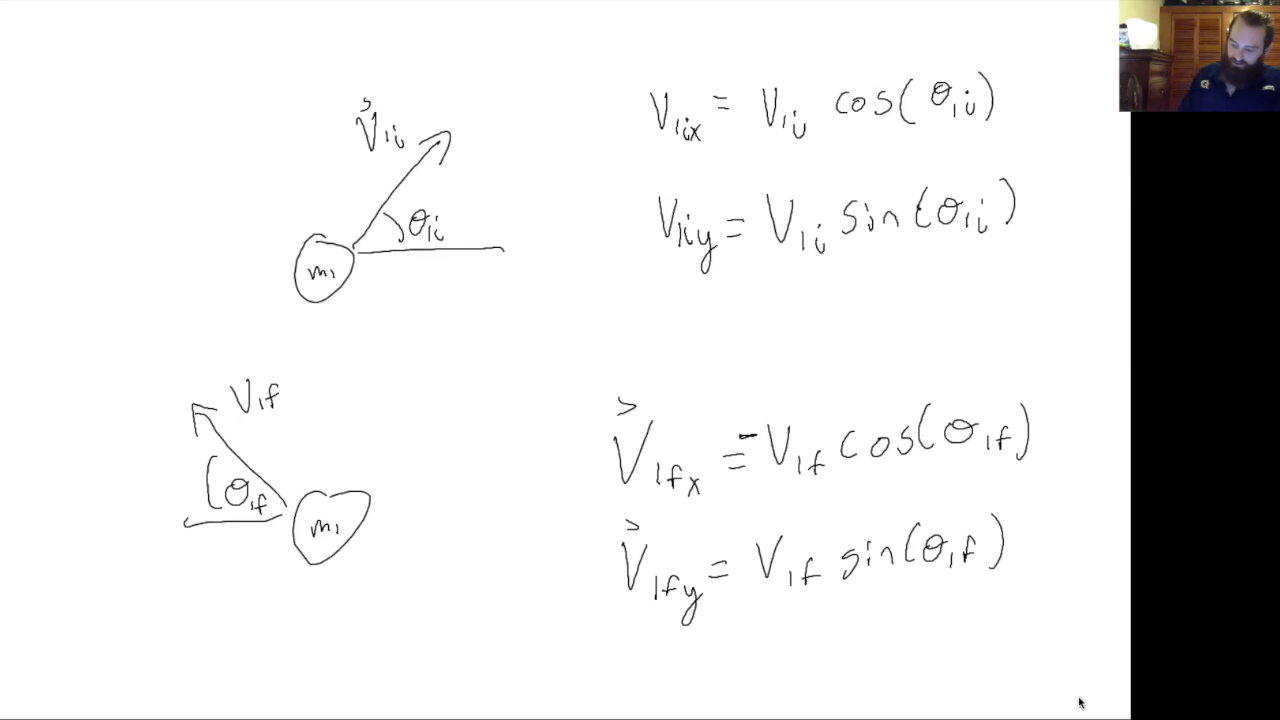 V⃗₁ᵢ
θ₁ᵢ
m₁
V₁ᵢₓ = V₁ᵢ cos(θ₁ᵢ)
V₁ᵢy = V₁ᵢ sin(θ₁ᵢ)
V₁f
θ₁f
m₁
V⃗₁fₓ = -V₁f cos(θ₁f)
V⃗₁fy = V₁f sin(θ₁f)